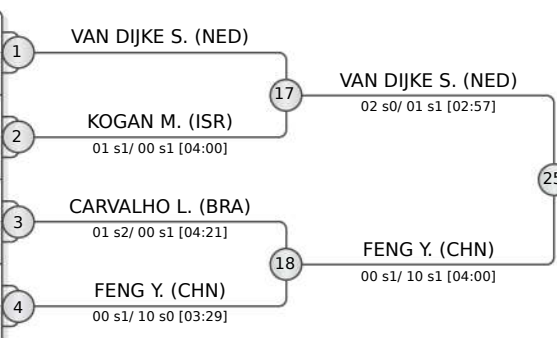 1
VAN DIJKE S. (NED)
17
VAN DIJKE S. (NED)
02 s0/ 01 s1 [02:57]
2
KOGAN M. (ISR)
01 s1/ 00 s1 [04:00]
25
3
CARVALHO L. (BRA)
01 s2/ 00 s1 [04:21]
18
FENG Y. (CHN)
00 s1/ 10 s1 [04:00]
4
FENG Y. (CHN)
00 s1/ 10 s0 [03:29]